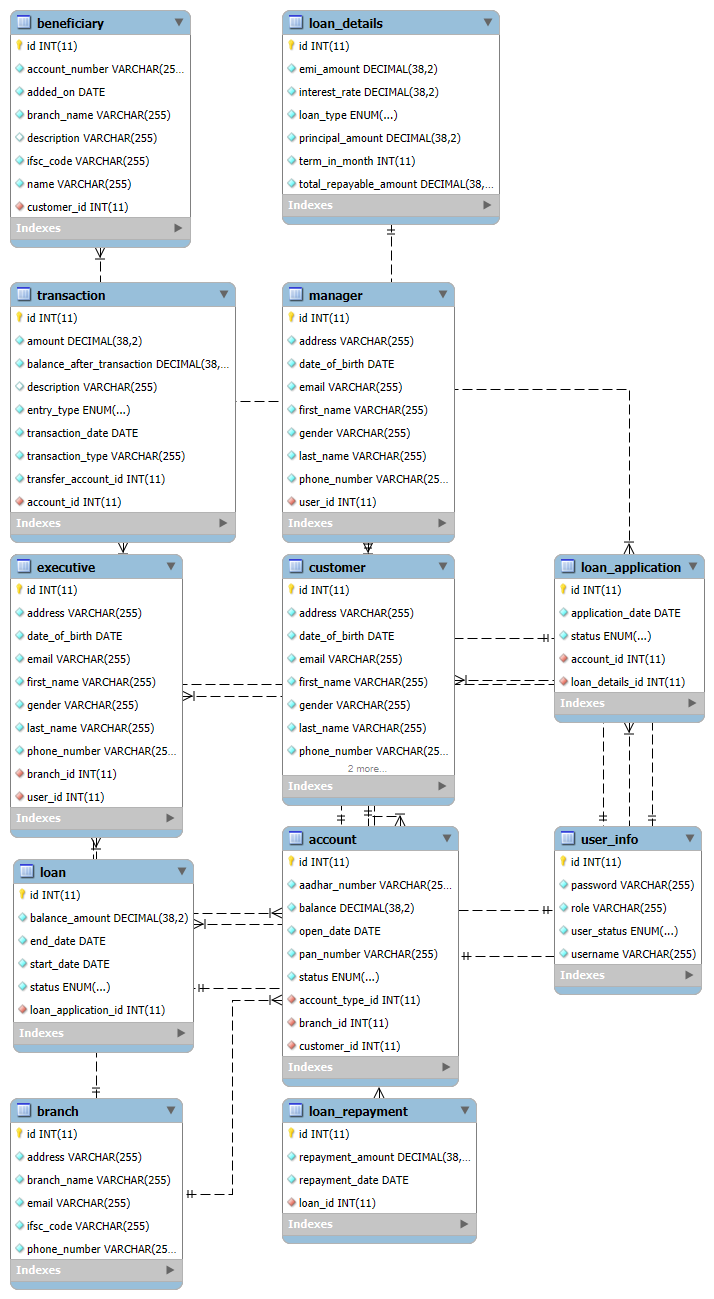 beneficiary
id INT(11)
account_number VARCHAR(25...
added_on DATE
branch_name VARCHAR(255)
description VARCHAR(255)
ifsc_code VARCHAR(255)
name VARCHAR(255)
customer_id INT(11)
Indexes
loan_details
id INT(11)
emi_amount DECIMAL(38,2)
interest_rate DECIMAL(38,2)
loan_type ENUM(...)
principal_amount DECIMAL(38,2)
term_in_month INT(11)
total_repayable_amount DECIMAL(38,...
Indexes
transaction
id INT(11)
amount DECIMAL(38,2)
balance_after_transaction DECIMAL(38,...
description VARCHAR(255)
entry_type ENUM(...)
transaction_date DATE
transaction_type VARCHAR(255)
transfer_account_id INT(11)
account_id INT(11)
Indexes
manager
id INT(11)
address VARCHAR(255)
date_of_birth DATE
email VARCHAR(255)
first_name VARCHAR(255)
gender VARCHAR(255)
last_name VARCHAR(255)
phone_number VARCHAR(25...
user_id INT(11)
Indexes
executive
id INT(11)
address VARCHAR(255)
date_of_birth DATE
email VARCHAR(255)
first_name VARCHAR(255)
gender VARCHAR(255)
last_name VARCHAR(255)
phone_number VARCHAR(25...
branch_id INT(11)
user_id INT(11)
Indexes
customer
id INT(11)
address VARCHAR(255)
date_of_birth DATE
email VARCHAR(255)
first_name VARCHAR(255)
gender VARCHAR(255)
last_name VARCHAR(255)
phone_number VARCHAR(25...
2 more...
Indexes
loan_application
id INT(11)
application_date DATE
status ENUM(...)
account_id INT(11)
loan_details_id INT(11)
Indexes
loan
id INT(11)
balance_amount DECIMAL(38,2)
end_date DATE
start_date DATE
status ENUM(...)
loan_application_id INT(11)
Indexes
account
id INT(11)
aadhar_number VARCHAR(25...
balance DECIMAL(38,2)
open_date DATE
pan_number VARCHAR(255)
status ENUM(...)
account_type_id INT(11)
branch_id INT(11)
customer_id INT(11)
Indexes
user_info
id INT(11)
password VARCHAR(255)
role VARCHAR(255)
user_status ENUM(...)
username VARCHAR(255)
Indexes
branch
id INT(11)
address VARCHAR(255)
branch_name VARCHAR(255)
email VARCHAR(255)
ifsc_code VARCHAR(255)
phone_number VARCHAR(25...
Indexes
loan_repayment
id INT(11)
repayment_amount DECIMAL(38,...
repayment_date DATE
loan_id INT(11)
Indexes